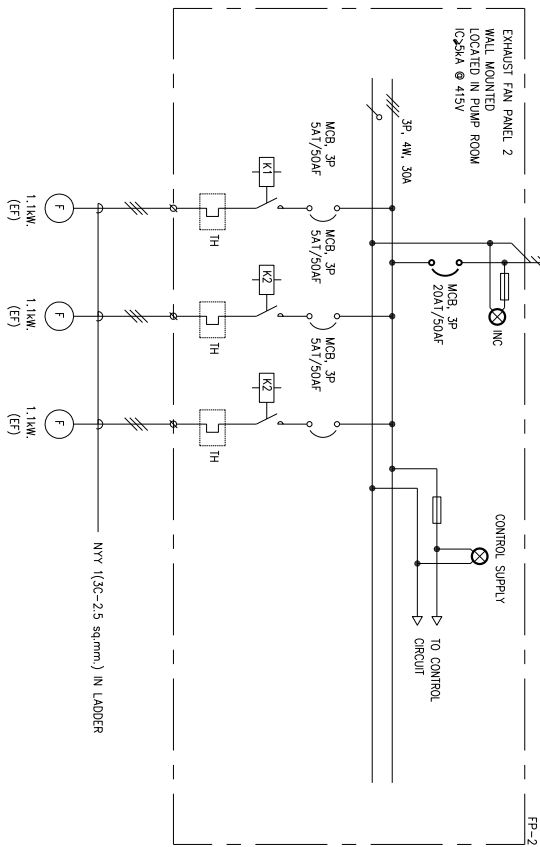 FP-2
EXHAUST FAN PANEL 2
WALL MOUNTED
LOCATED IN PUMP ROOM
IC>5kA @ 415V
INC
MCB, 3P
20AT/50AF
3P, 4W, 30A
CONTROL SUPPLY
TO CONTROL
CIRCUIT
MCB, 3P
5AT/50AF
MCB, 3P
5AT/50AF
MCB, 3P
5AT/50AF
K1
K2
K2
TH
TH
TH
NYY 1(3C-2.5 sq.mm.) IN LADDER
F
F
F
1.1kW.
(EF)
1.1kW.
(EF)
1.1kW.
(EF)